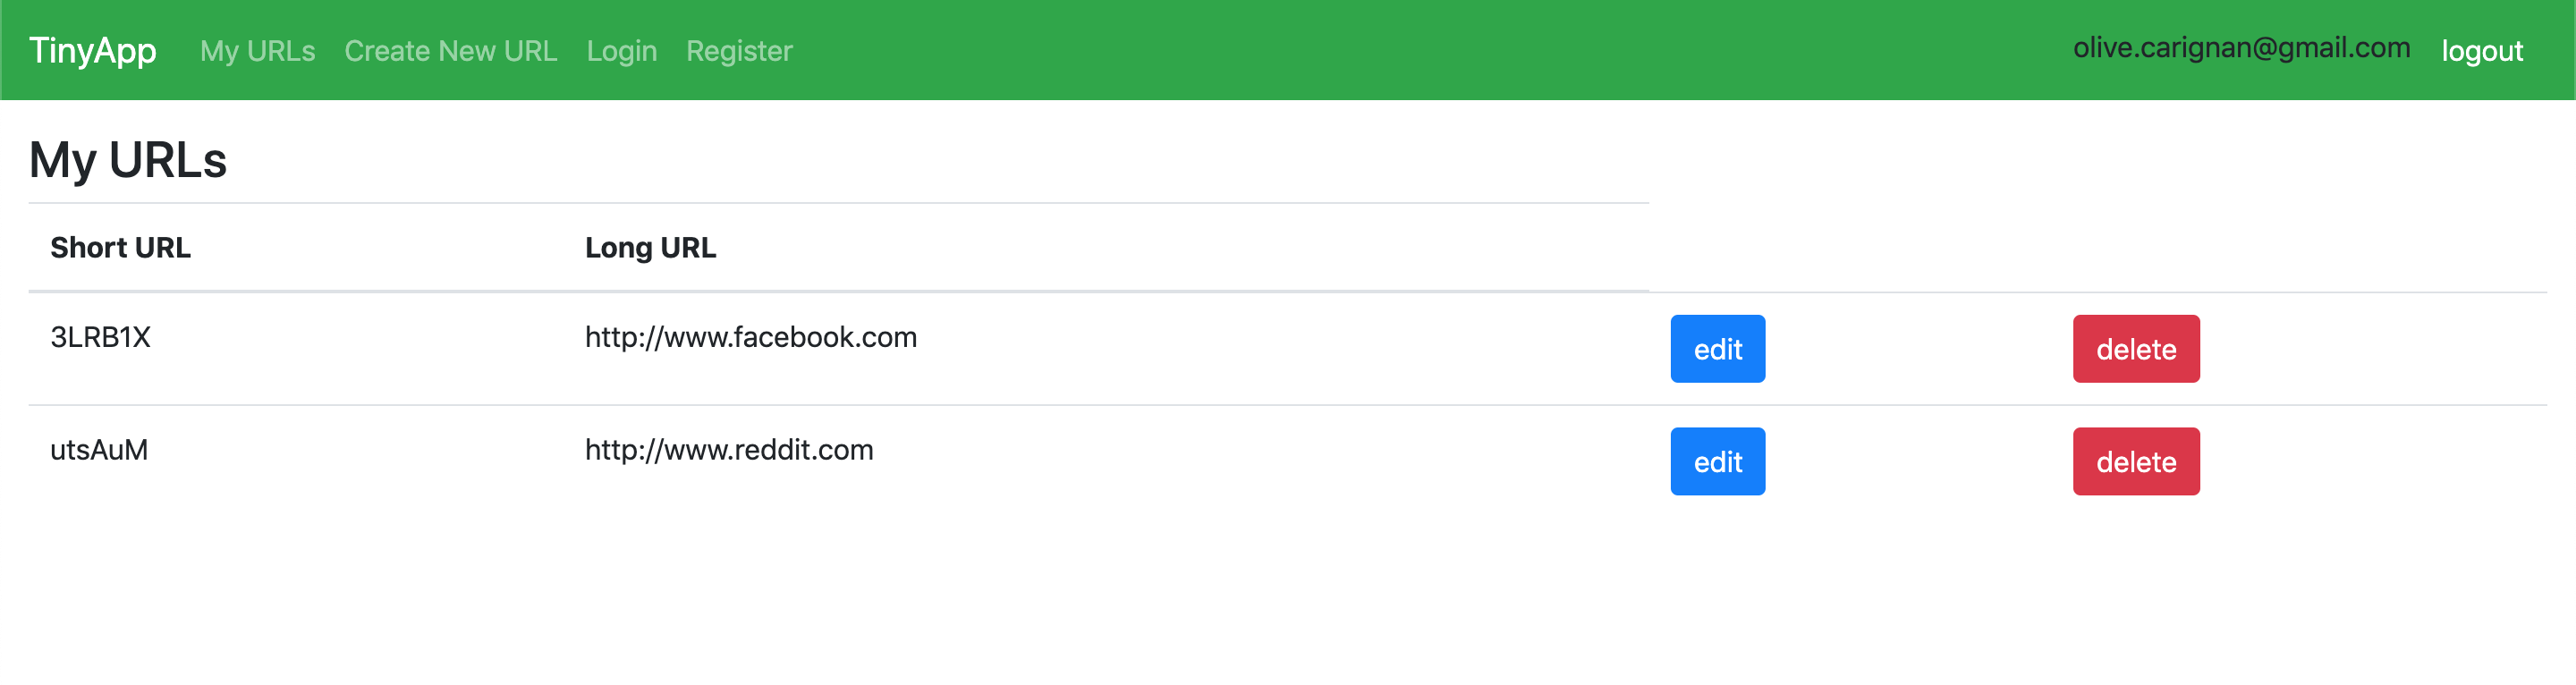 TinyApp My URLs Create New URL Login Register olive.carignan@gmail.com logout
My URLs
Short URL Long URL
3LRB1X http://www.facebook.com edit delete
utsAuM http://www.reddit.com edit delete